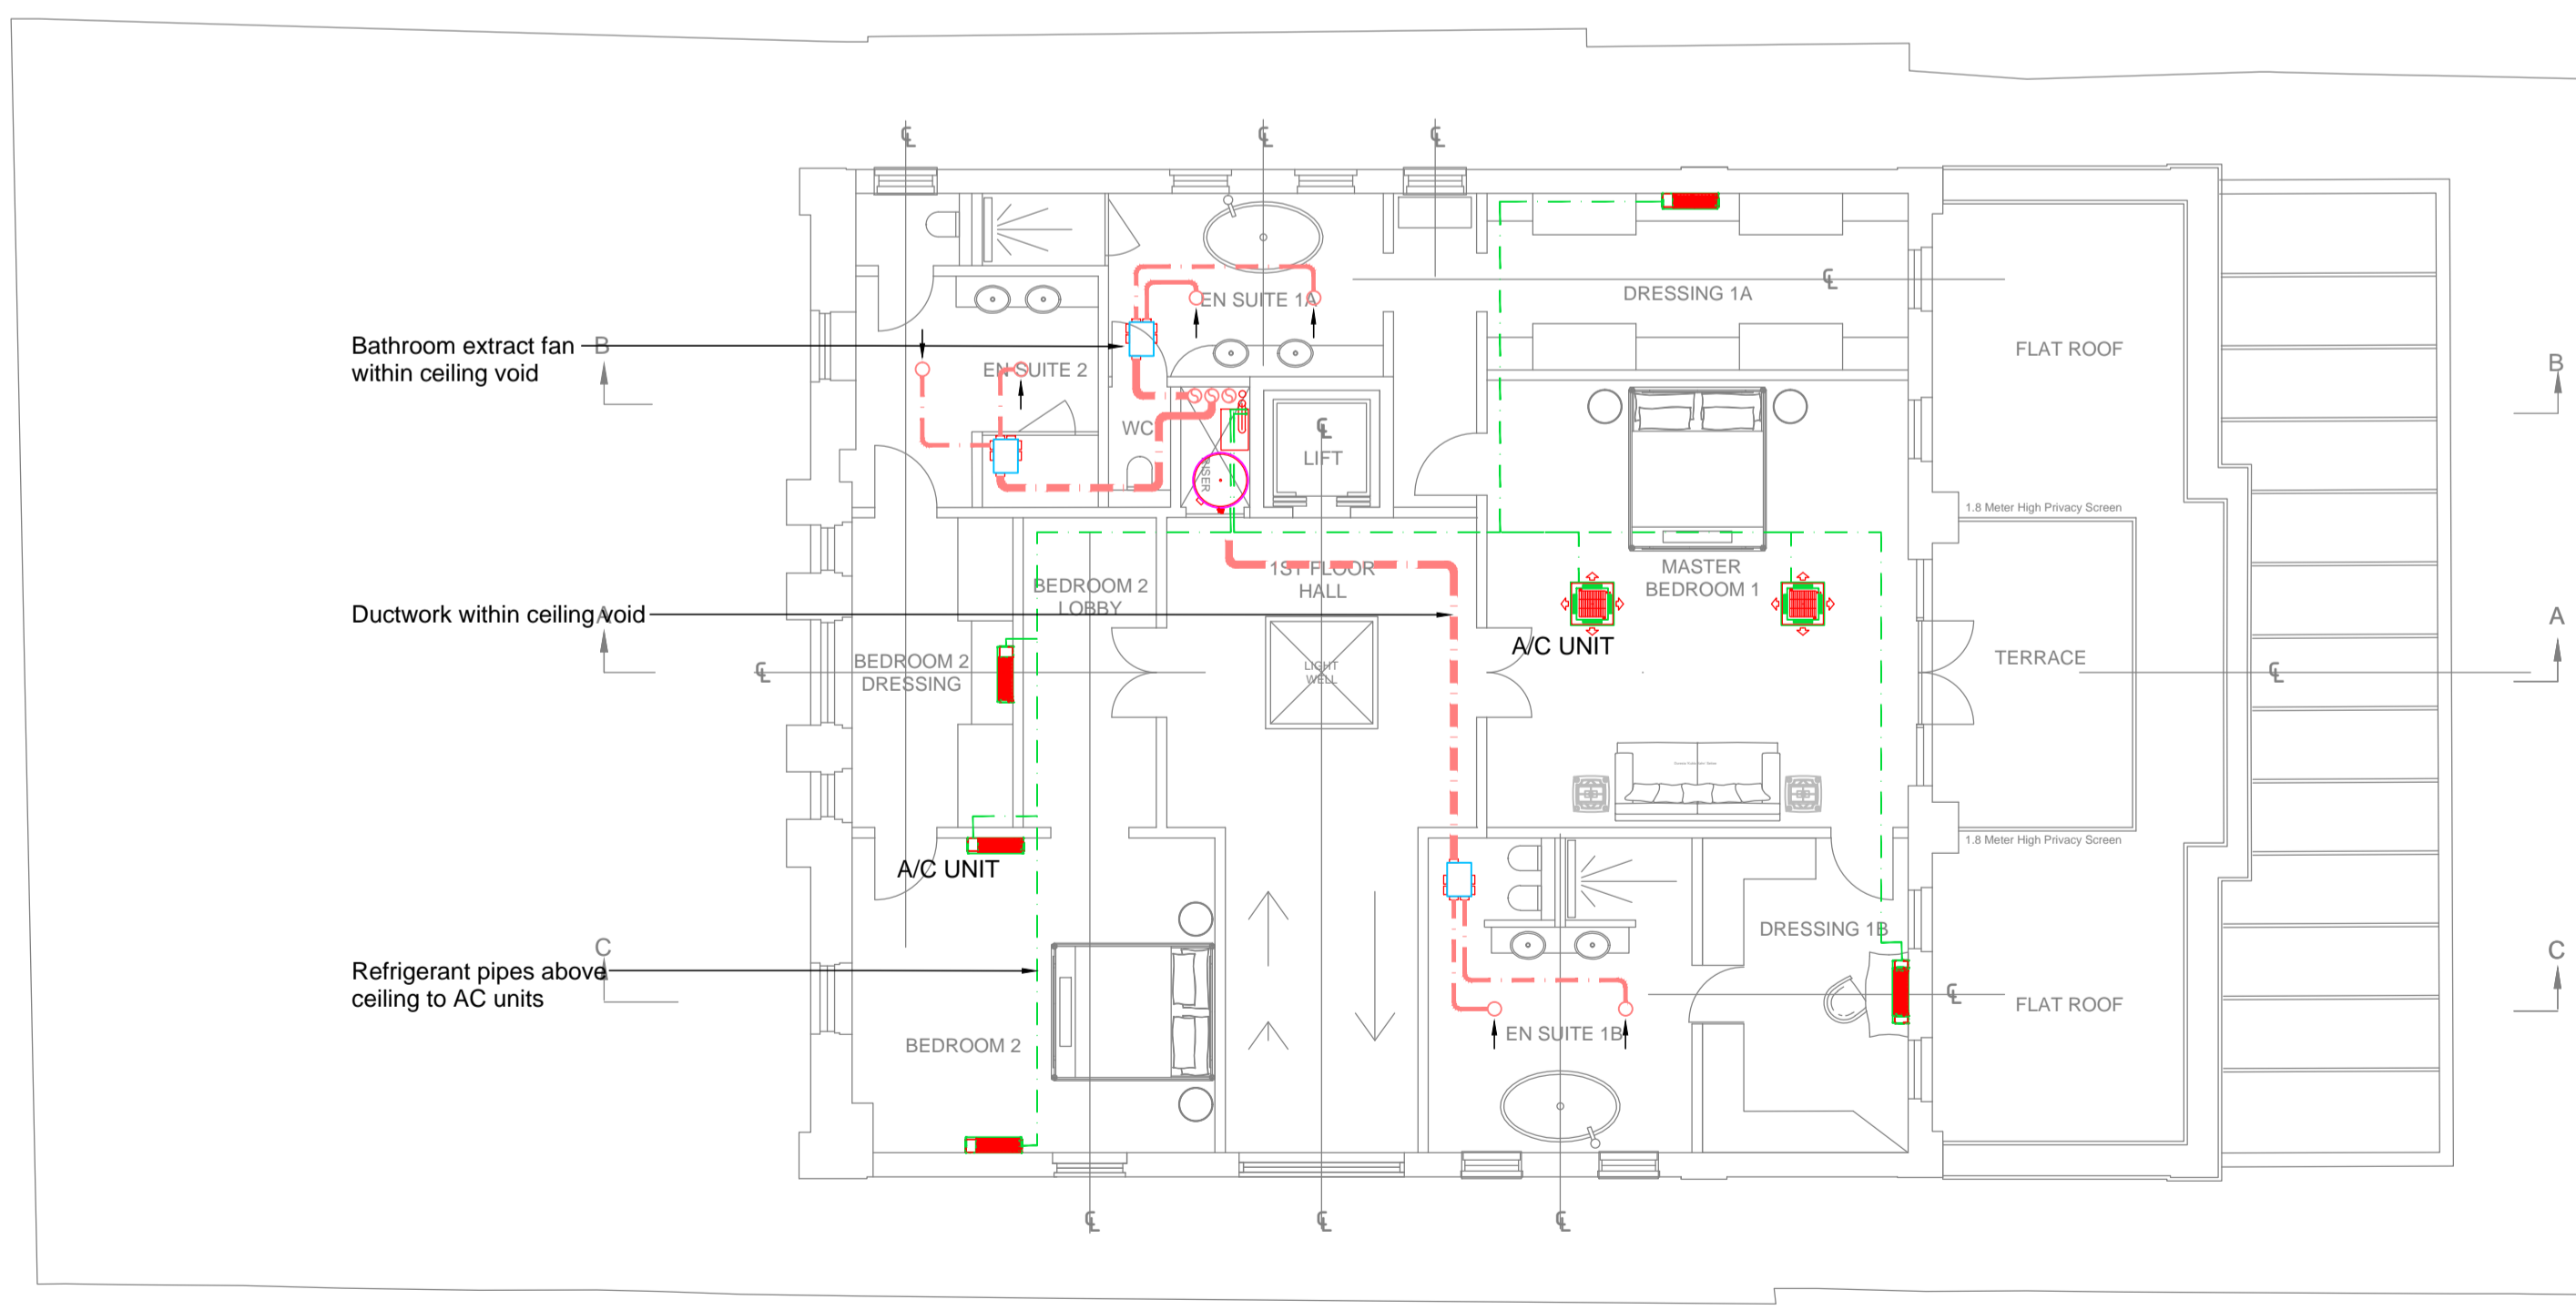 ℄
℄
℄
EN SUITE 1A
DRESSING 1A
℄
Bathroom extract fan
within ceiling void
B
FLAT ROOF
B
EN SUITE 2
WC
℄
LIFT
RISER
1.8 Meter High Privacy Screen
1ST FLOOR
HALL
MASTER
BEDROOM 1
BEDROOM 2
LOBBY
Ductwork within ceiling void
A
A
A/C UNIT
BEDROOM 2
DRESSING
℄
LIGHT
WELL
TERRACE
℄
1.8 Meter High Privacy Screen
A/C UNIT
DRESSING 1B
C
C
Refrigerant pipes above
ceiling to AC units
℄
FLAT ROOF
EN SUITE 1B
BEDROOM 2
℄
℄
℄